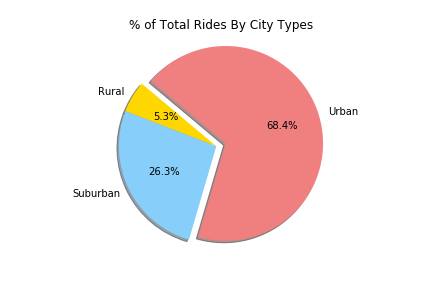 % of Total Rides By City Types
Rural
5.3%
Urban
68.4%
26.3%
Suburban